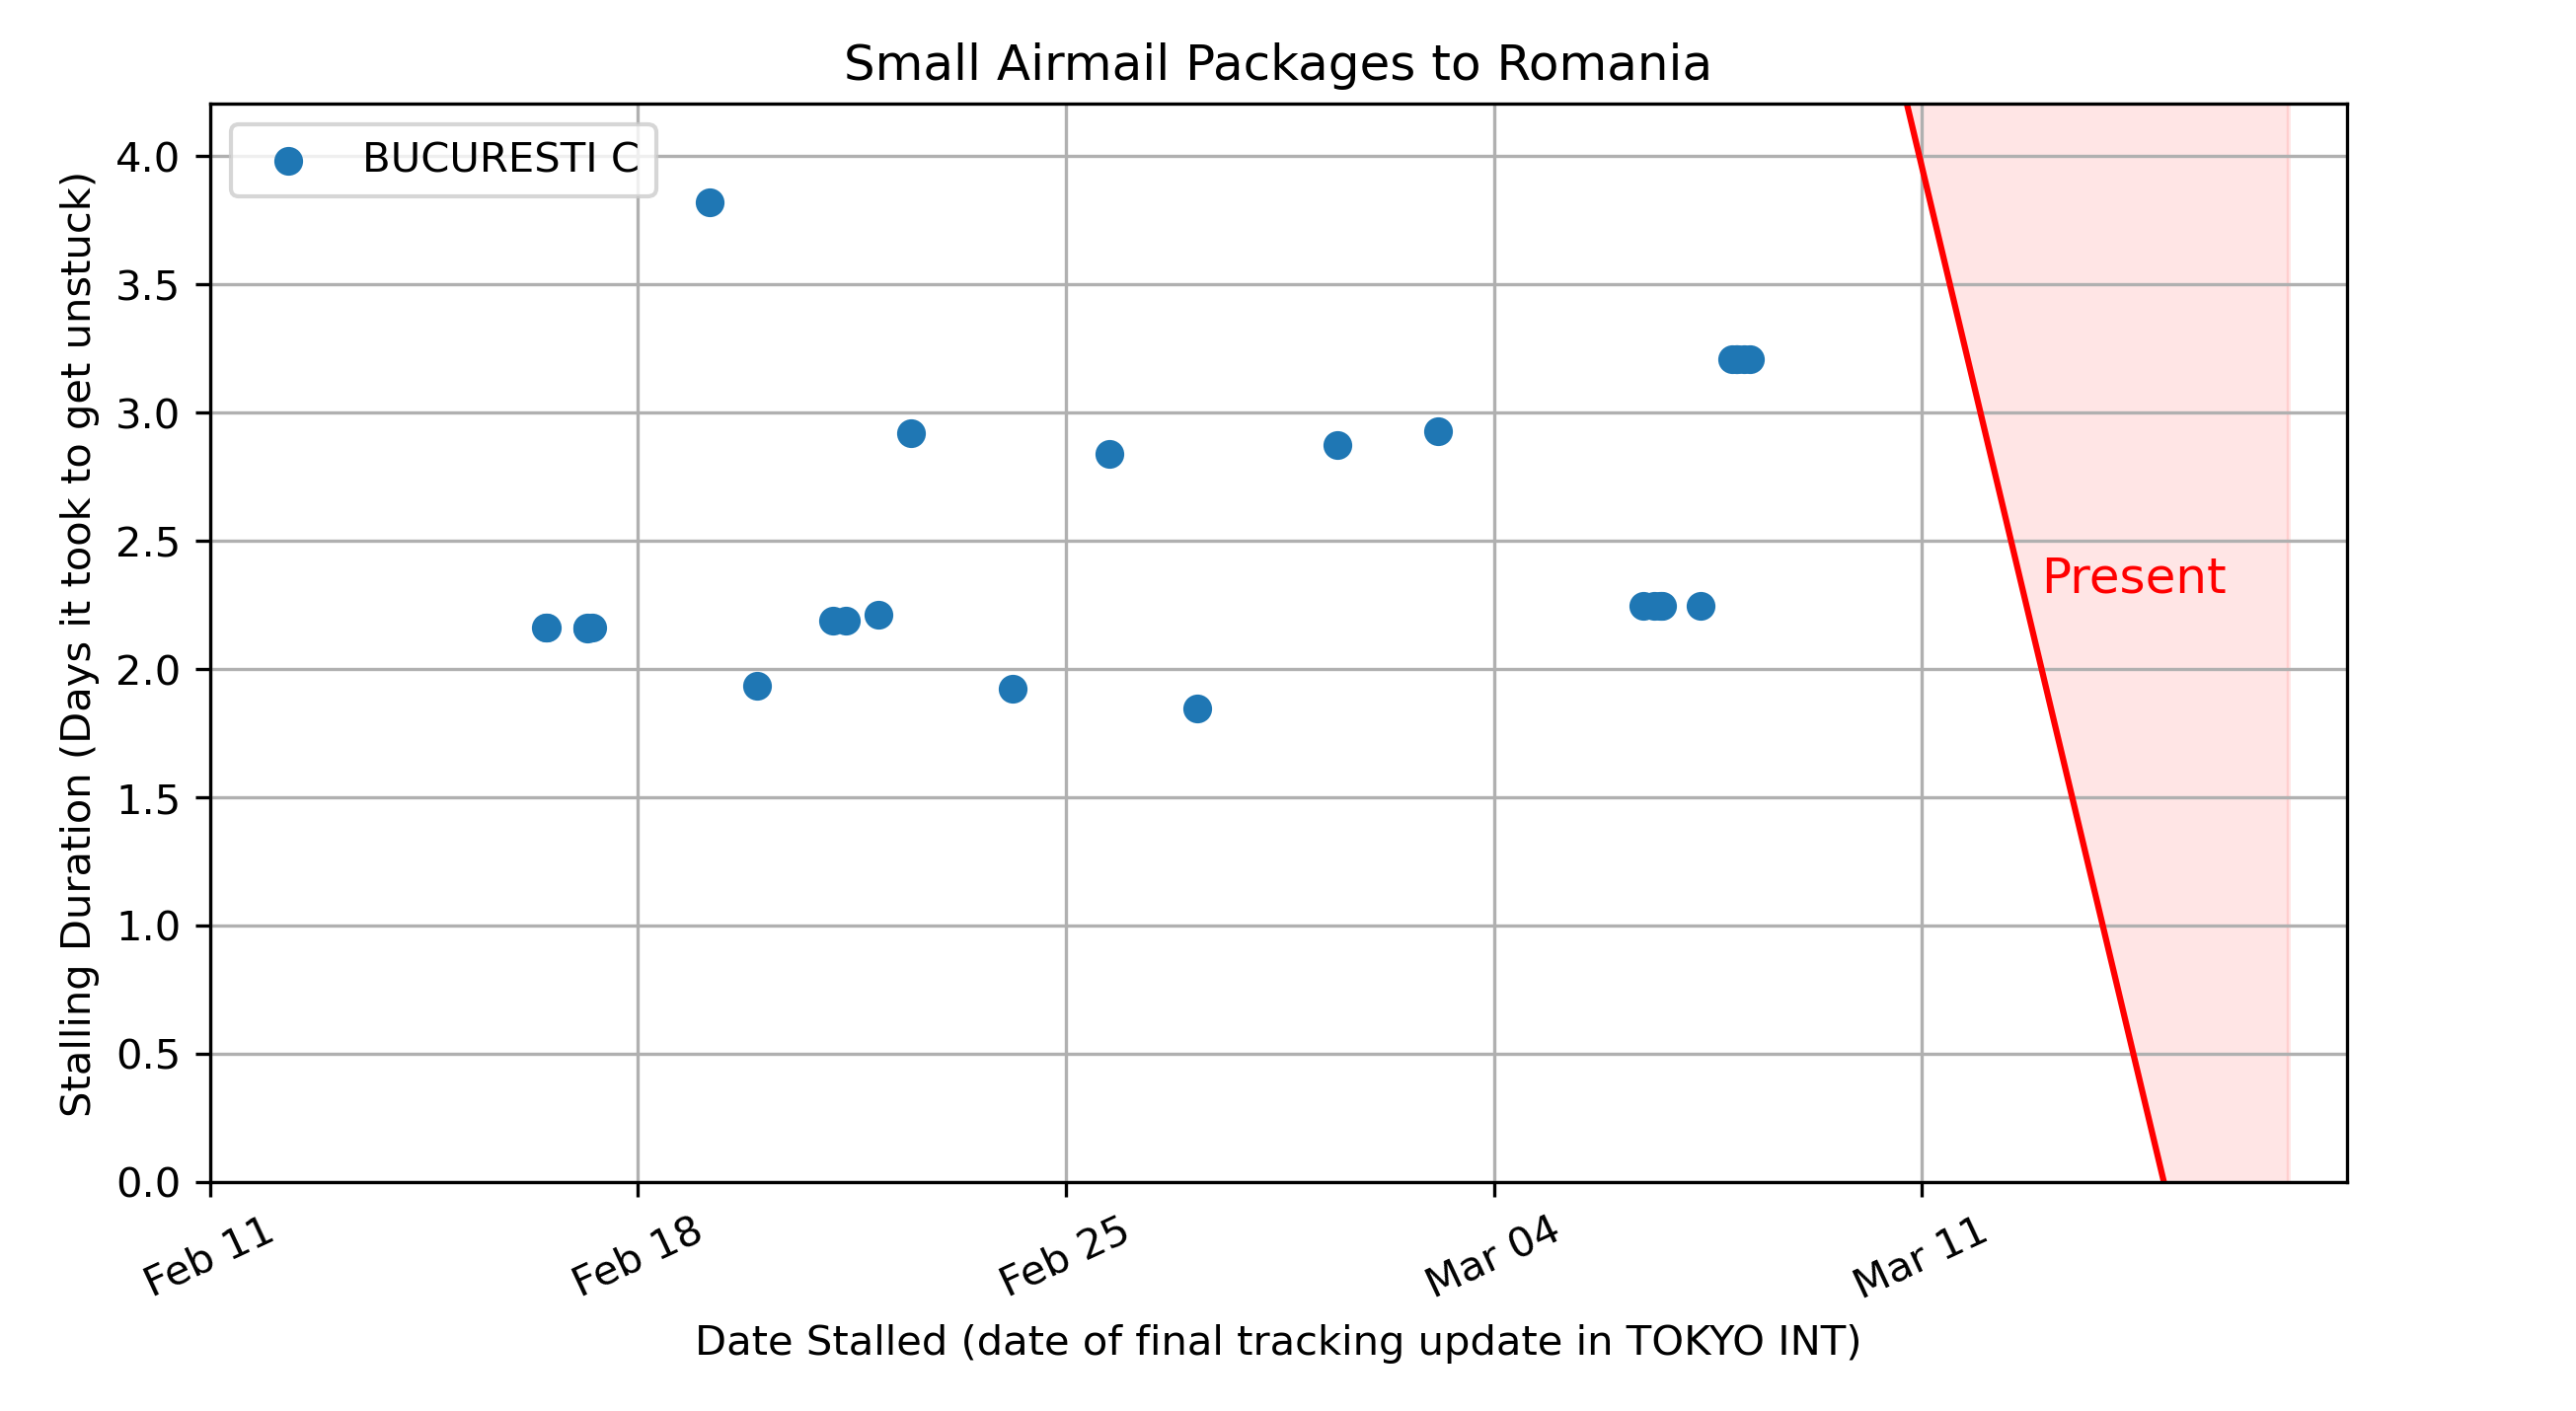 Small Airmail Packages to Romania
BUCURESTI C
Stalling Duration (Days it took to get unstuck)
4.0
3.5
3.0
2.5
2.0
1.5
1.0
0.5
0.0
Present
Feb 11
Feb 18
Feb 25
Mar 04
Mar 11
Date Stalled (date of final tracking update in TOKYO INT)